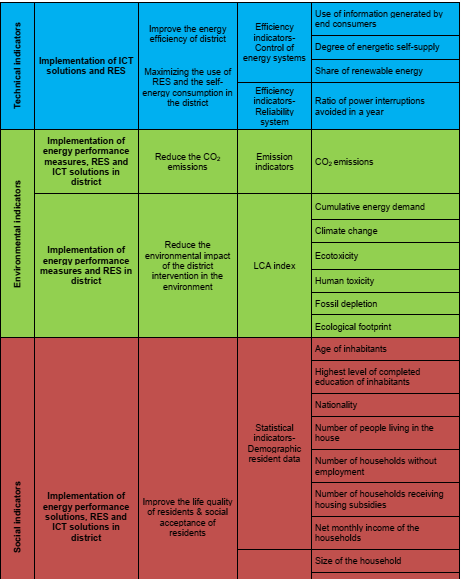 Technical indicators
Implementation of ICT
solutions and RES
Improve the energy
efficiency of district
Maximizing the use of
RES and the self-
energy consumption in
the district
Efficiency
indicators-
Control of
energy systems
Use of information generated by
end consumers
Degree of energetic self-supply
Share of renewable energy
Efficiency
indicators-
Reliability
system
Ratio of power interruptions
avoided in a year
Environmental indicators
Implementation of
energy performance
measures, RES and
ICT solutions in
district
Reduce the CO₂
emissions
Emission
indicators
CO₂ emissions
Implementation of
energy performance
measures and RES in
district
Reduce the
environmental impact
of the district
intervention in the
environment
LCA index
Cumulative energy demand
Climate change
Ecotoxicity
Human toxicity
Fossil depletion
Ecological footprint
Social indicators
Implementation of
energy performance
solutions, RES and
ICT solutions in
district
Improve the life quality
of residents & social
acceptance of
residents
Statistical
indicators-
Demographic
resident data
Age of inhabitants
Highest level of completed
education of inhabitants
Nationality
Number of people living in the
house
Number of households without
employment
Number of households receiving
housing subsidies
Net monthly income of the
households
Size of the household